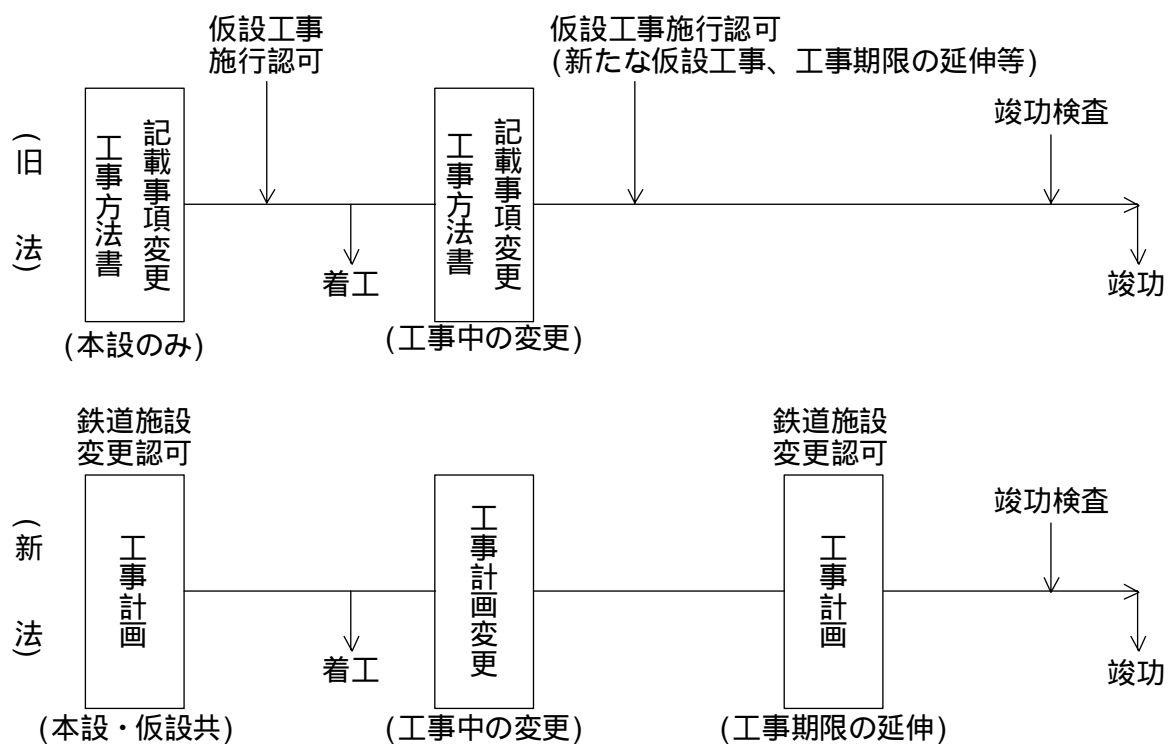 仮設工事
施行認可
仮設工事施行認可
(新たな仮設工事、工事期限の延伸等)
竣功検査
(旧法)
記載事項変更
工事方法書
記載事項変更
工事方法書
着工
竣功
(本設のみ)
(工事中の変更)
鉄道施設
変更認可
鉄道施設
変更認可
竣功検査
(新法)
工事計画
工事計画変更
工事計画
着工
竣功
(本設・仮設共)
(工事中の変更)
(工事期限の延伸)